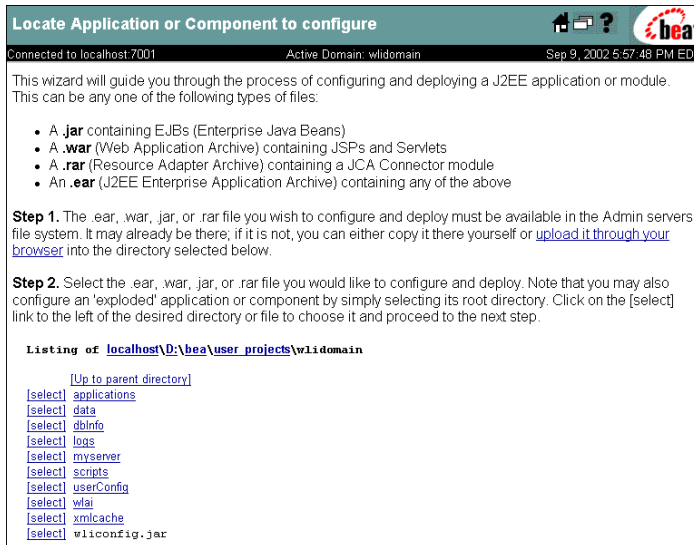 Locate Application or Component to configure
bea
Connected to localhost:7001 Active Domain: wlidomain Sep 9, 2002 5:57:48 PM ED
This wizard will guide you through the process of configuring and deploying a J2EE application or module.
This can be any one of the following types of files:
• A .jar containing EJBs (Enterprise Java Beans)
• A .war (Web Application Archive) containing JSPs and Servlets
• A .rar (Resource Adapter Archive) containing a JCA Connector module
• An .ear (J2EE Enterprise Application Archive) containing any of the above
Step 1. The .ear, .war, .jar, or .rar file you wish to configure and deploy must be available in the Admin servers
file system. It may already be there; if it is not, you can either copy it there yourself or upload it through your
browser into the directory selected below.
Step 2. Select the .ear, .war, .jar, or .rar file you would like to configure and deploy. Note that you may also
configure an 'exploded' application or component by simply selecting its root directory. Click on the [select]
link to the left of the desired directory or file to choose it and proceed to the next step.
Listing of localhost\D:\bea\user_projects\wlidomain
[Up to parent directory]
[select] applications
[select] data
[select] dbInfo
[select] logs
[select] myserver
[select] scripts
[select] userConfig
[select] wlai
[select] xmlcache
[select] wliconfig.jar